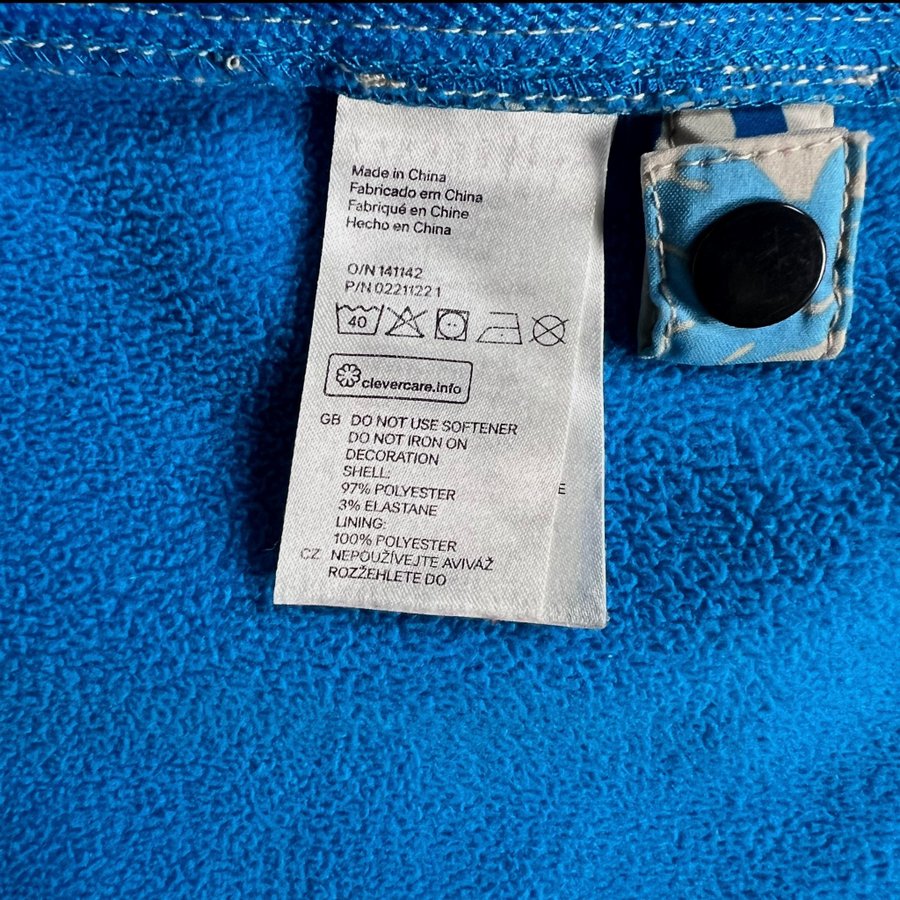 Made in China
Fabricado em China
Fabriqué en Chine
Hecho en China
O/N 141142
P/N 02211221
40
clevercare.info
GB DO NOT USE SOFTENER
DO NOT IRON ON
DECORATION
SHELL:
97% POLYESTER
3% ELASTANE
LINING:
100% POLYESTER
CZ NEPOUŽÍVEJTE AVIVÁŽ
ROZŽEHLETE DO
E